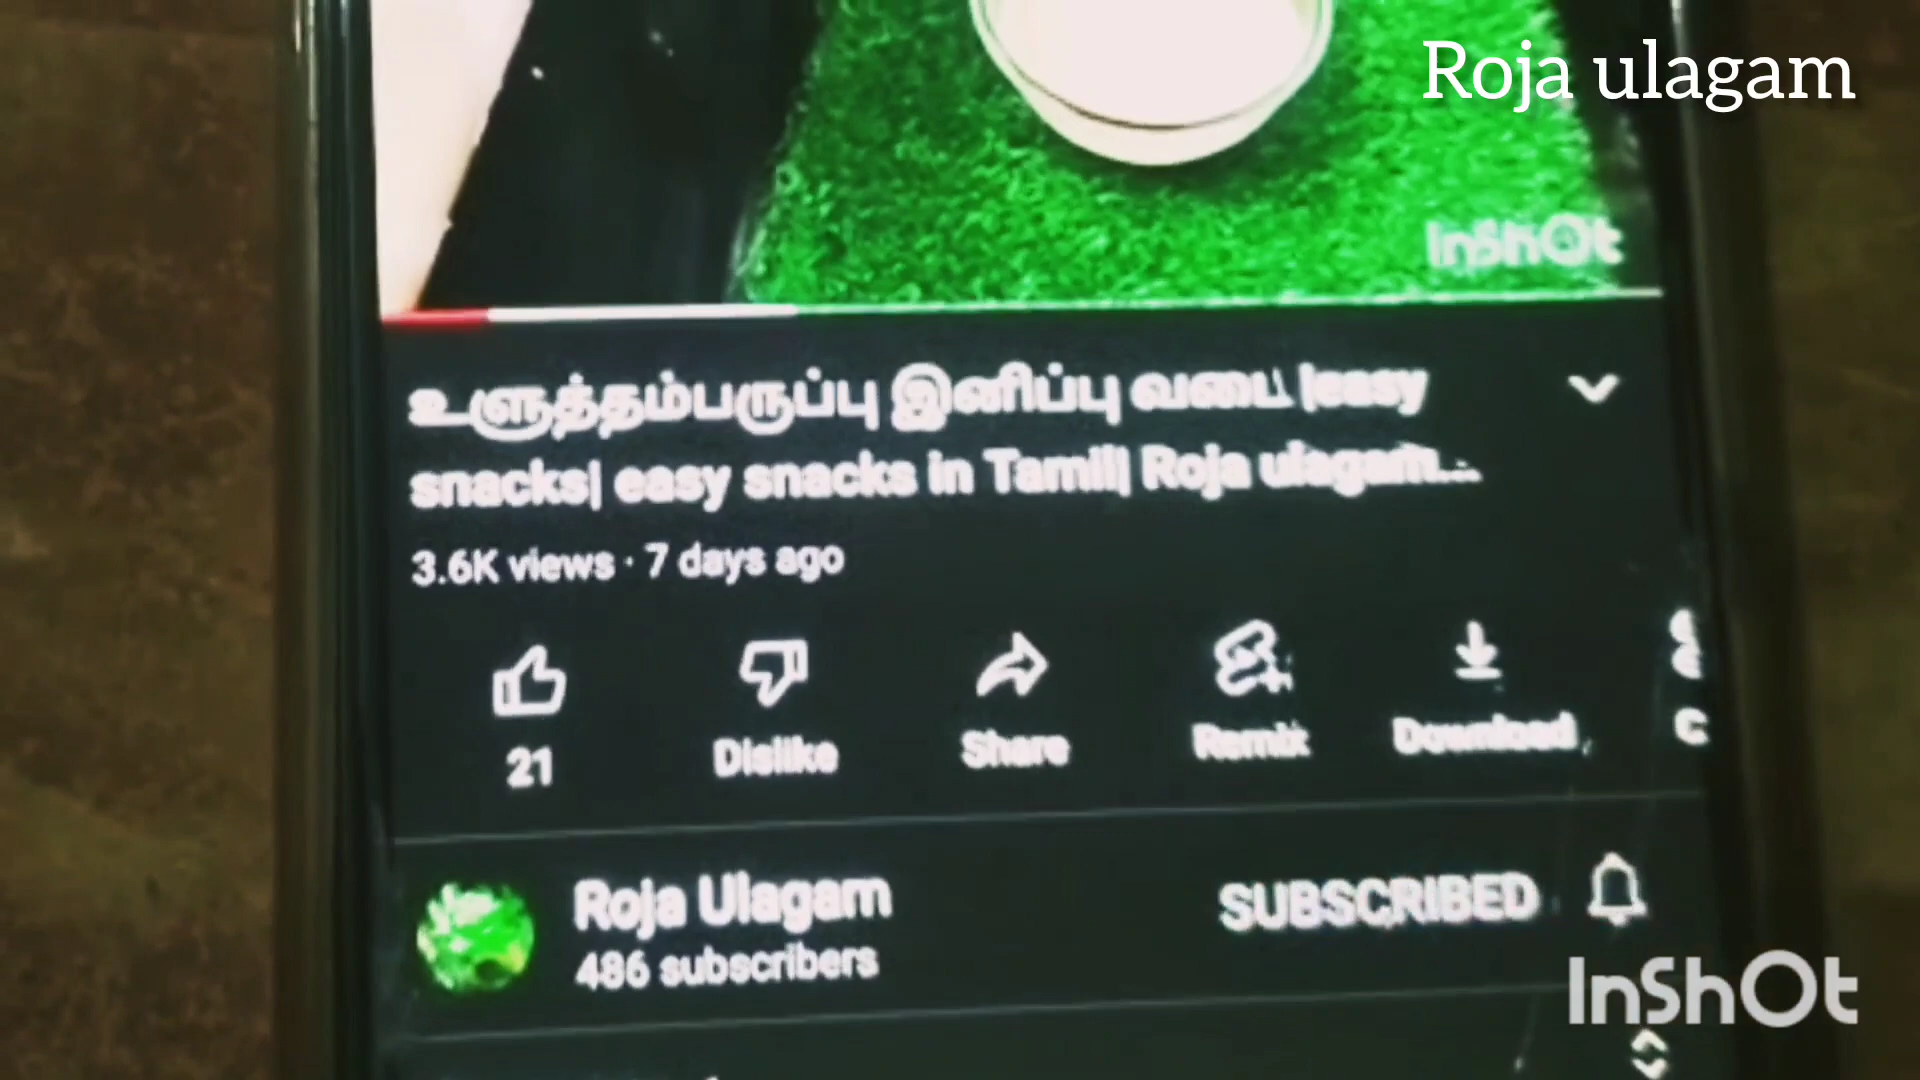 Roja ulagam
InShOt
உளுத்தம்பருப்பு இனிப்பு வடை |easy
snacks| easy snacks in Tamil| Roja ulagam...
3.6K views · 7 days ago
21 Dislike Share Remix Download C
Roja Ulagam SUBSCRIBED
486 subscribers
InShOt